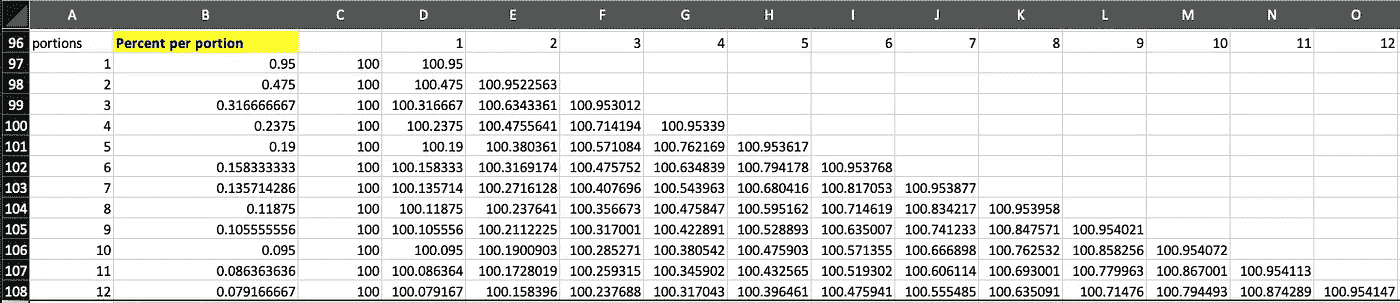 A B C D E F G H I J K L M N O
96 portions Percent per portion 1 2 3 4 5 6 7 8 9 10 11 12
97 1 0.95 100 100.95
98 2 0.475 100 100.475 100.9522563
99 3 0.316666667 100 100.316667 100.6343361 100.953012
100 4 0.2375 100 100.2375 100.4755641 100.714194 100.95339
101 5 0.19 100 100.19 100.380361 100.571084 100.762169 100.953617
102 6 0.158333333 100 100.158333 100.3169174 100.475752 100.634839 100.794178 100.953768
103 7 0.135714286 100 100.135714 100.2716128 100.407696 100.543963 100.680416 100.817053 100.953877
104 8 0.11875 100 100.11875 100.237641 100.356673 100.475847 100.595162 100.714619 100.834217 100.953958
105 9 0.105555556 100 100.105556 100.2112225 100.317001 100.422891 100.528893 100.635007 100.741233 100.847571 100.954021
106 10 0.095 100 100.095 100.1900903 100.285271 100.380542 100.475903 100.571355 100.666898 100.762532 100.858256 100.954072
107 11 0.086363636 100 100.086364 100.1728019 100.259315 100.345902 100.432565 100.519302 100.606114 100.693001 100.779963 100.867001 100.954113
108 12 0.079166667 100 100.079167 100.158396 100.237688 100.317043 100.396461 100.475941 100.555485 100.635091 100.71476 100.794493 100.874289 100.954147